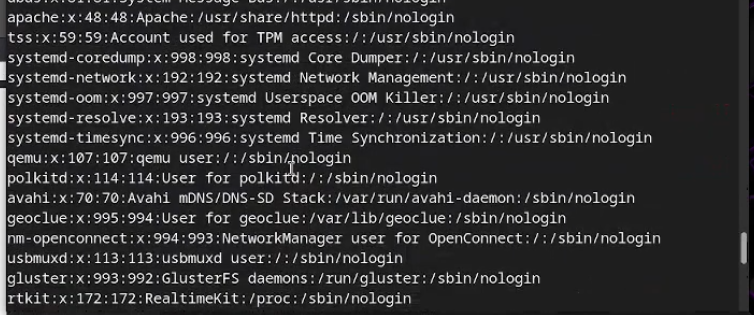 apache:x:48:48:Apache:/usr/share/httpd:/sbin/nologin
tss:x:59:59:Account used for TPM access:/:/usr/sbin/nologin
systemd-coredump:x:998:998:systemd Core Dumper:/:/usr/sbin/nologin
systemd-network:x:192:192:systemd Network Management:/:/usr/sbin/nologin
systemd-oom:x:997:997:systemd Userspace OOM Killer:/:/usr/sbin/nologin
systemd-resolve:x:193:193:systemd Resolver:/:/usr/sbin/nologin
systemd-timesync:x:996:996:systemd Time Synchronization:/:/usr/sbin/nologin
qemu:x:107:107:qemu user:/:/sbin/nologin
polkitd:x:114:114:User for polkitd:/:/sbin/nologin
avahi:x:70:70:Avahi mDNS/DNS-SD Stack:/var/run/avahi-daemon:/sbin/nologin
geoclue:x:995:994:User for geoclue:/var/lib/geoclue:/sbin/nologin
nm-openconnect:x:994:993:NetworkManager user for OpenConnect:/:/sbin/nologin
usbmuxd:x:113:113:usbmuxd user:/:/sbin/nologin
gluster:x:993:992:GlusterFS daemons:/run/gluster:/sbin/nologin
rtkit:x:172:172:RealtimeKit:/proc:/sbin/nologin